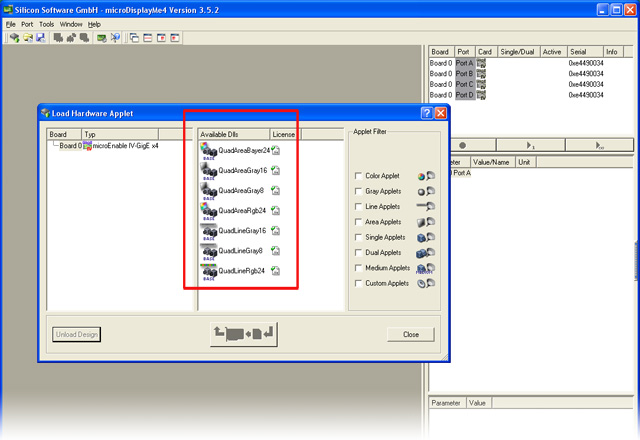 Silicon Software GmbH - microDisplayMe4 Version 3.5.2
File Port Tools Window Help
Board Port Card Single/Dual Active Serial Info
Board 0 Port A 0xe4490034
Board 0 Port B 0xe4490034
Board 0 Port C 0xe4490034
Board 0 Port D 0xe4490034
Load Hardware Applet
Board Typ
Board 0 microEnable IV-GigE x4
Available Dlls License
QuadAreaBayer24
BASE
QuadAreaGray16
BASE
QuadAreaGray8
BASE
QuadAreaRgb24
BASE
QuadLineGray16
BASE
QuadLineGray8
BASE
QuadLineRgb24
BASE
Applet Filter
Color Applet
Gray Applets
Line Applets
Area Applets
Single Applets
Dual Applets
Medium Applets
Custom Applets
Unload Design
Close
Value/Name Unit
Port A
Parameter Value